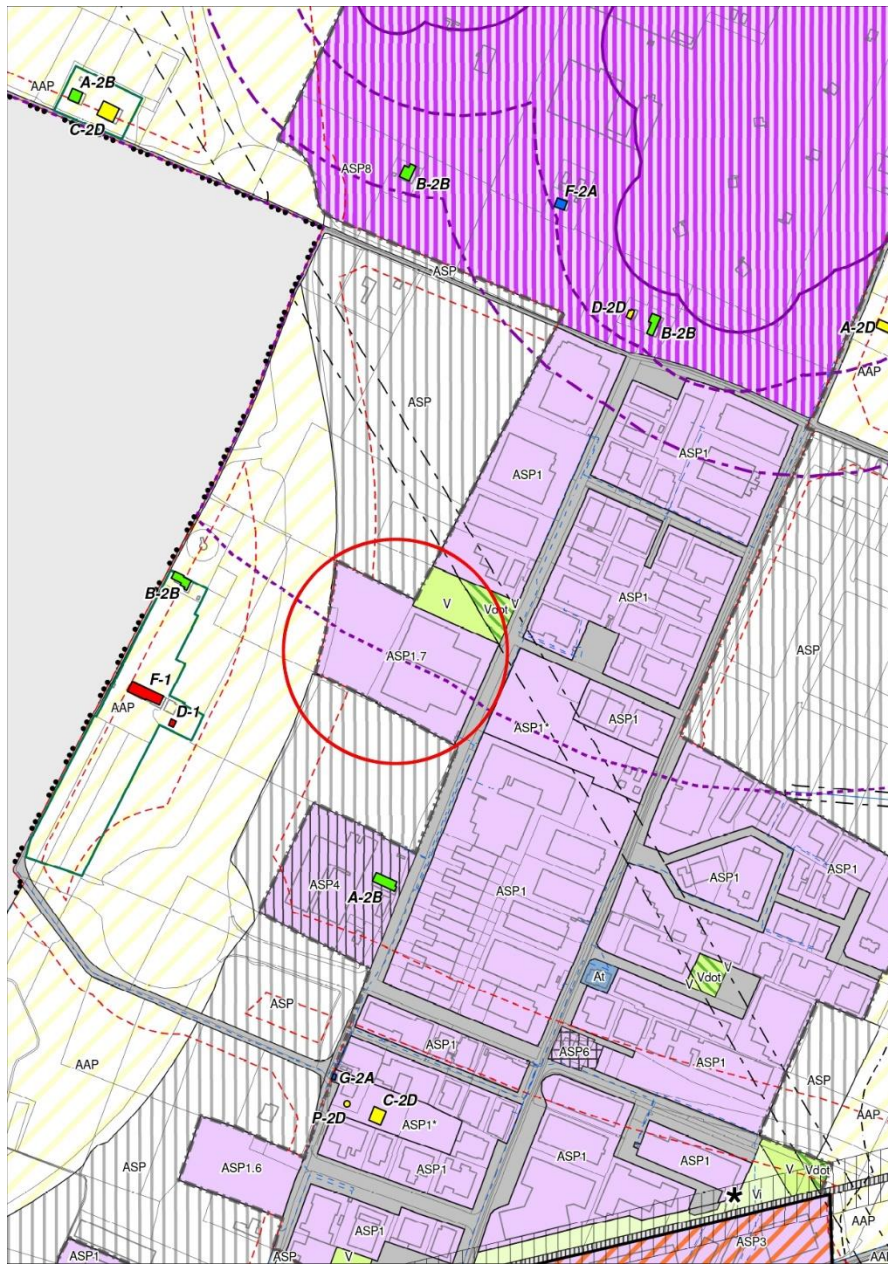 A-2B
AAP
C-2D
ASP8
B-2B
F-2A
ASP
D-2D
B-2B
A-2D
AAP
ASP
ASP1
ASP1
B-2B
V
Vdot
V
ASP1
ASP
ASP1.7
F-1
AAP
D-1
ASP1*
ASP1
ASP4
A-2B
ASP1
ASP1
ASP1
At
Vdot
V
V
ASP
ASP1
ASP6
ASP1
ASP
AAP
G-2A
AAP
P-2D
C-2D
ASP1*
ASP1
ASP1
ASP1
V
Vdot
ASP
ASP1.6
Vi
AAP
ASP1
ASP
ASP1
V
ASP3
AAP